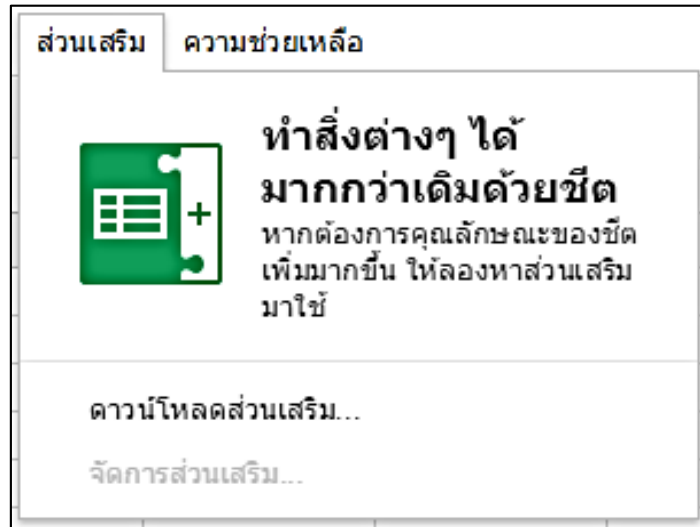 ส่วนเสริม ความช่วยเหลือ
ทำสิ่งต่างๆ ได้
มากกว่าเดิมด้วยชีต
หากต้องการคุณลักษณะของชีต
เพิ่มมากขึ้น ให้ลองหาส่วนเสริม
มาใช้
ดาวน์โหลดส่วนเสริม...
จัดการส่วนเสริม...